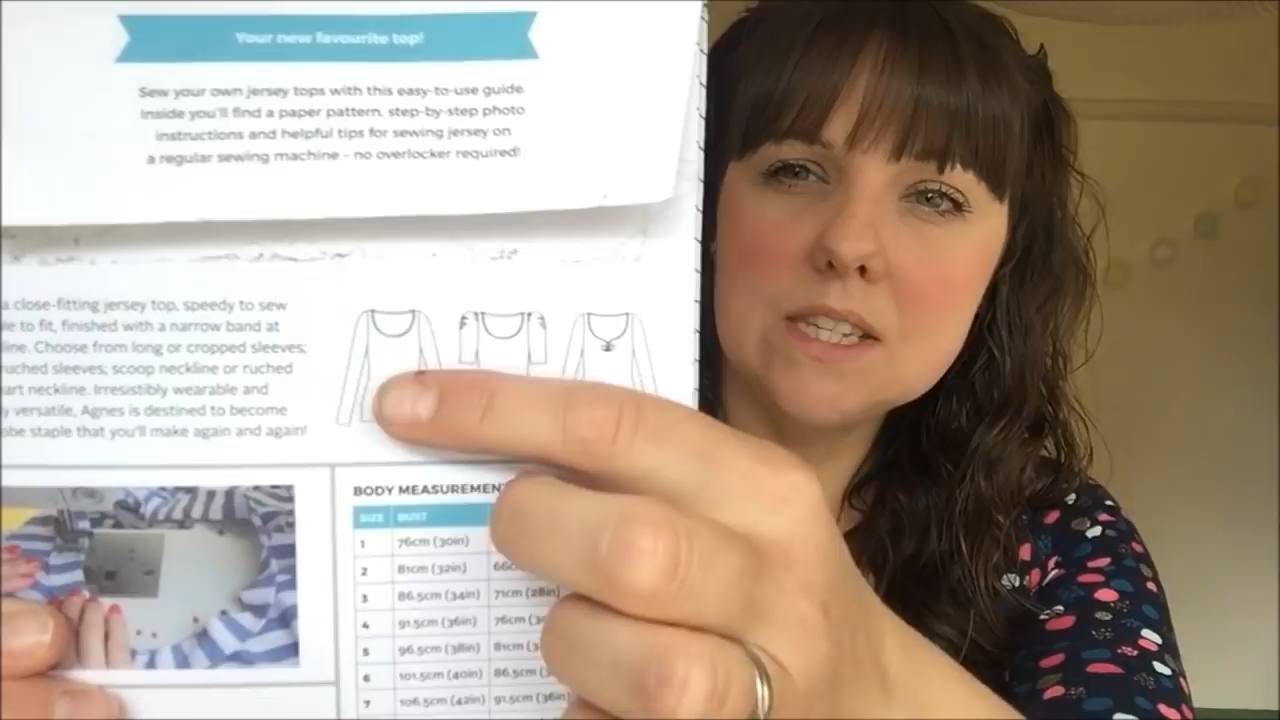 Your new favourite top!
Sew your own jersey tops with this easy-to-use guide.
Inside you'll find a paper pattern, step-by-step photo
instructions and helpful tips for sewing jersey on
a regular sewing machine – no overlocker required!
a close-fitting jersey top, speedy to sew
le to fit, finished with a narrow band at
line. Choose from long or cropped sleeves;
ruched sleeves; scoop neckline or ruched
art neckline. Irresistibly wearable and
y versatile, Agnes is destined to become
obe staple that you'll make again and again!
BODY MEASUREMEN
SIZE BUST
1 76cm (30in)
2 81cm (32in) 66c
3 86.5cm (34in) 71cm (28in)
4 91.5cm (36in) 76cm (3
5 96.5cm (38in) 81cm (3
6 101.5cm (40in) 86.5cm (
7 106.5cm (42in) 91.5cm (36in)